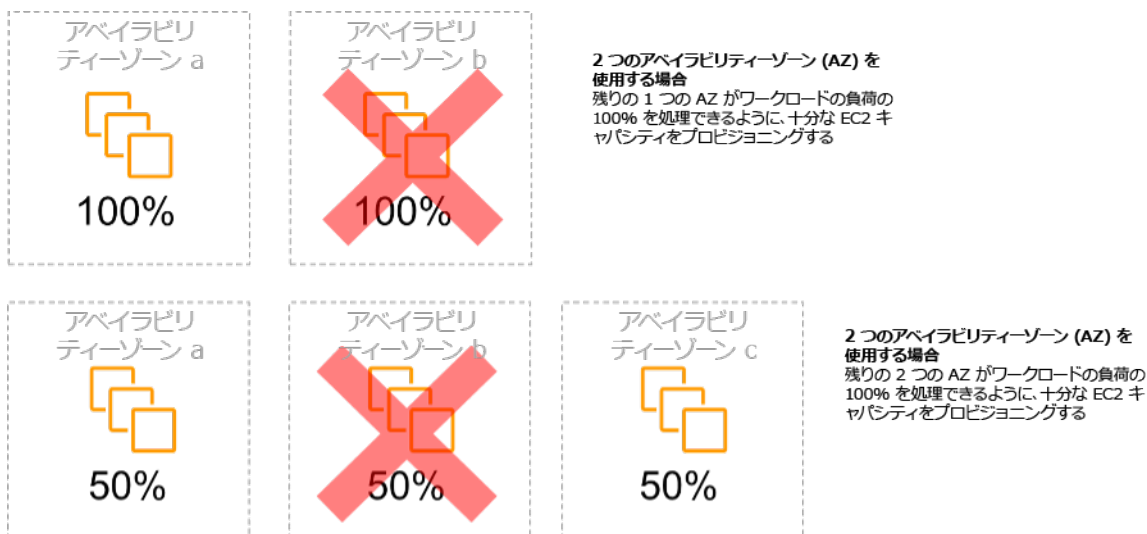 アベイラビリ
ティーゾーン a
100%
アベイラビリ
ティーゾーン b
100%
2 つのアベイラビリティーゾーン (AZ) を
使用する場合
残りの 1 つの AZ がワークロードの負荷の
100% を処理できるように、十分な EC2 キ
ャパシティをプロビジョニングする
アベイラビリ
ティーゾーン a
50%
アベイラビリ
ティーゾーン b
50%
アベイラビリ
ティーゾーン c
50%
2 つのアベイラビリティーゾーン (AZ) を
使用する場合
残りの 2 つの AZ がワークロードの負荷の
100% を処理できるように、十分な EC2 キ
ャパシティをプロビジョニングする